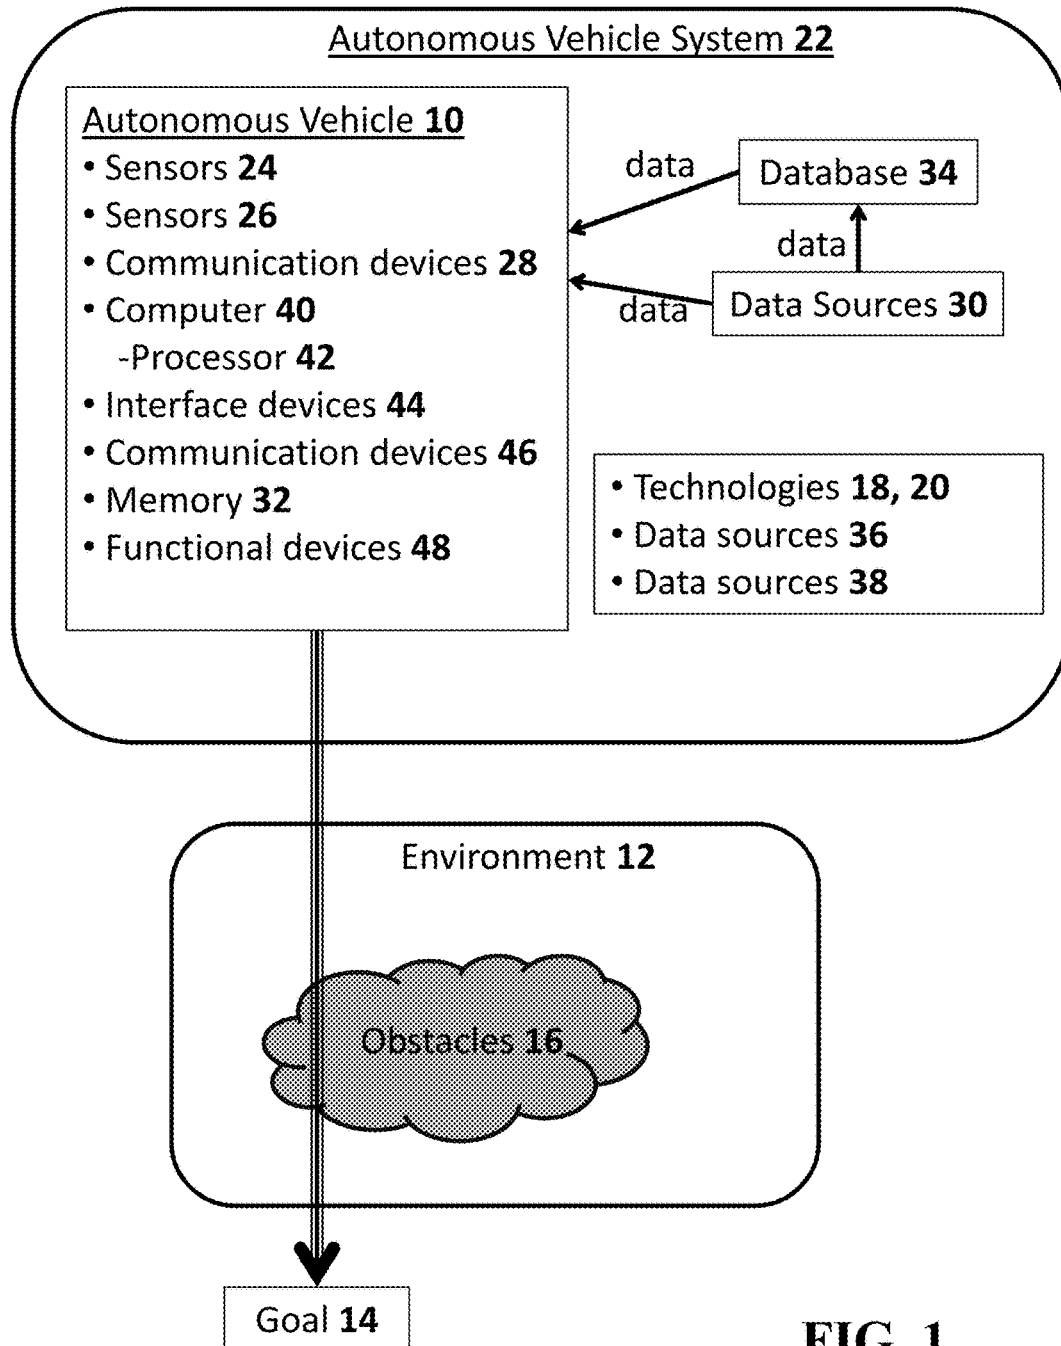 Autonomous Vehicle System 22
Autonomous Vehicle 10
• Sensors 24
• Sensors 26
• Communication devices 28
• Computer 40
-Processor 42
• Interface devices 44
• Communication devices 46
• Memory 32
• Functional devices 48
data
Database 34
data
data
Data Sources 30
• Technologies 18, 20
• Data sources 36
• Data sources 38
Environment 12
Obstacles 16
Goal 14
FIG. 1